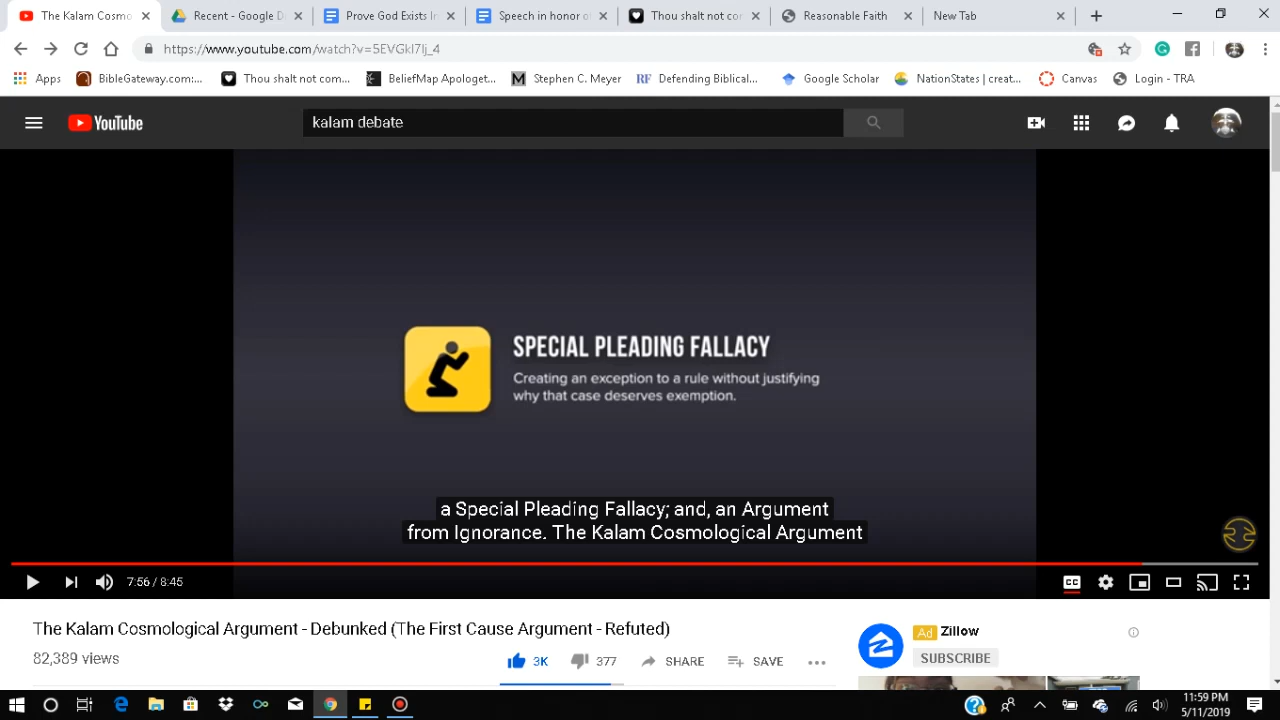 The Kalam Cosmo
Recent - Google D
Prove God Exists In
Speech in honor of
Thou shalt not cor
Reasonable Faith
New Tab
https://www.youtube.com/watch?v=5EVGkI7Ij_4
Apps
BibleGateway.com:...
Thou shalt not com...
BeliefMap Apologet...
Stephen C. Meyer
RF Defending Biblical...
Google Scholar
NationStates | creat...
Canvas
Login - TRA
YouTube
kalam debate
SPECIAL PLEADING FALLACY
Creating an exception to a rule without justifying
why that case deserves exemption.
a Special Pleading Fallacy; and, an Argument
from Ignorance. The Kalam Cosmological Argument
7:56 / 8:45
CC
The Kalam Cosmological Argument - Debunked (The First Cause Argument - Refuted)
82,389 views
3K
377
SHARE
SAVE
Ad Zillow
SUBSCRIBE
11:59 PM
5/11/2019